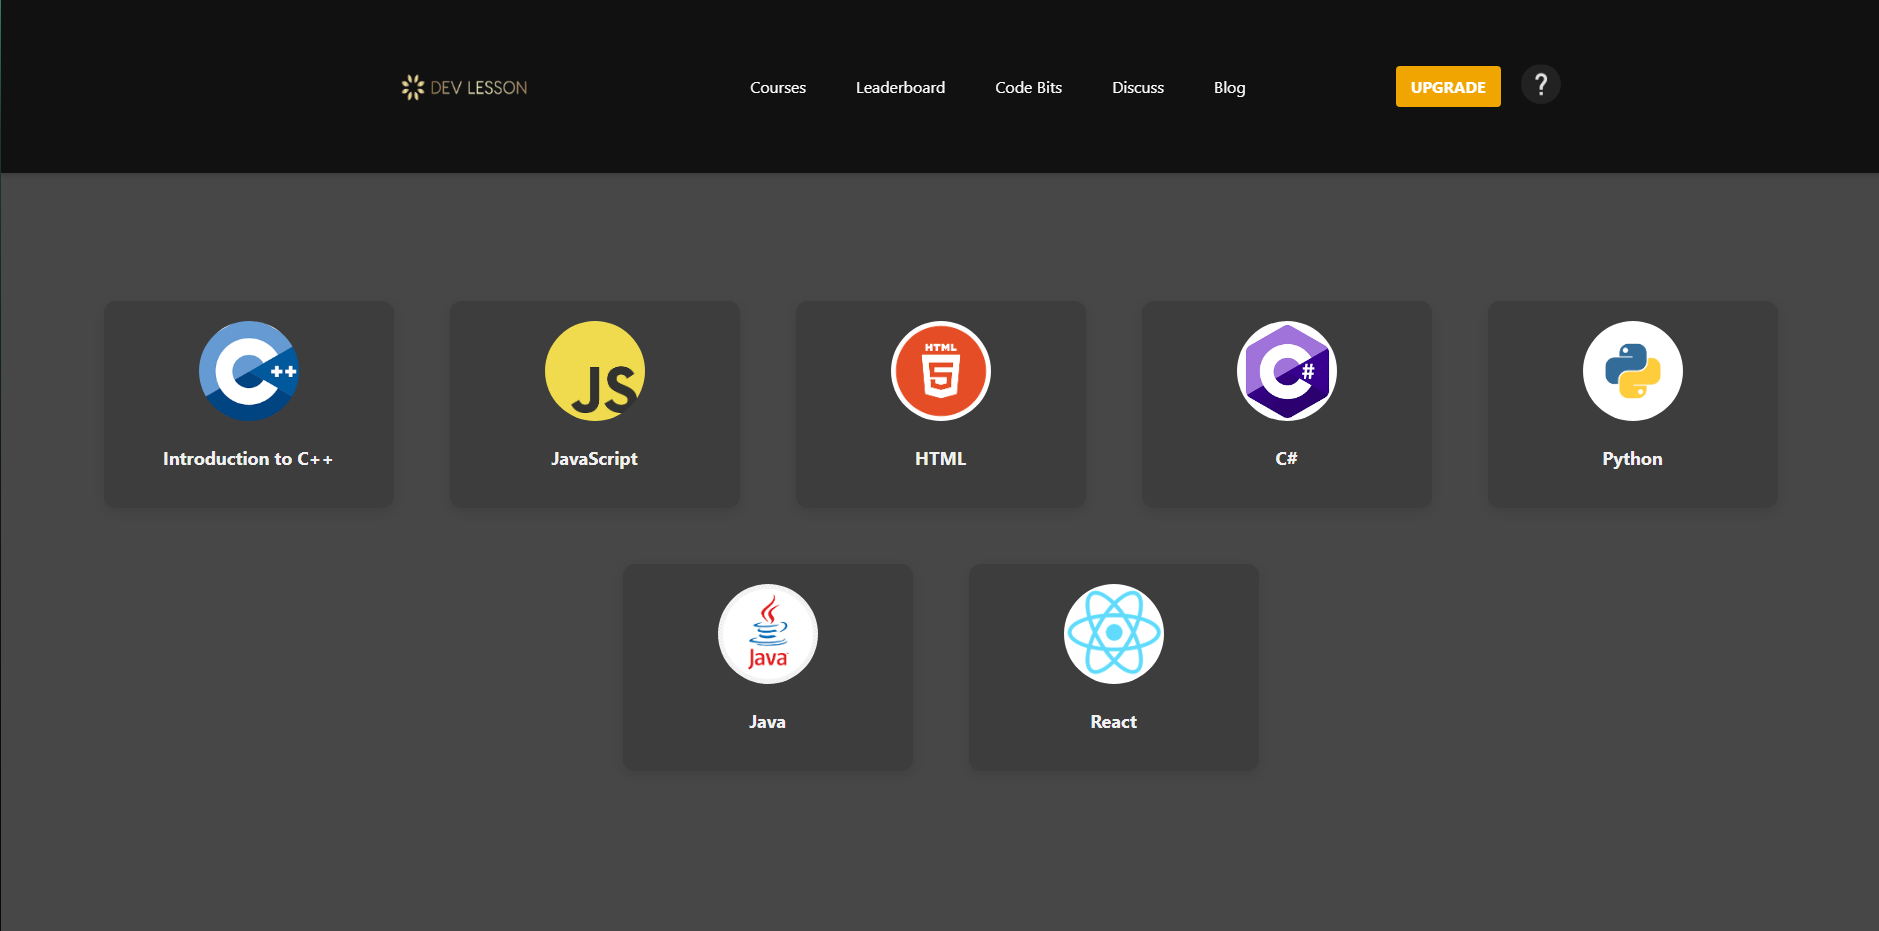 DEV LESSON
Courses
Leaderboard
Code Bits
Discuss
Blog
UPGRADE
?
C ++
JS
HTML
5
C #
Introduction to C++
JavaScript
HTML
C#
Python
Java
Java
React